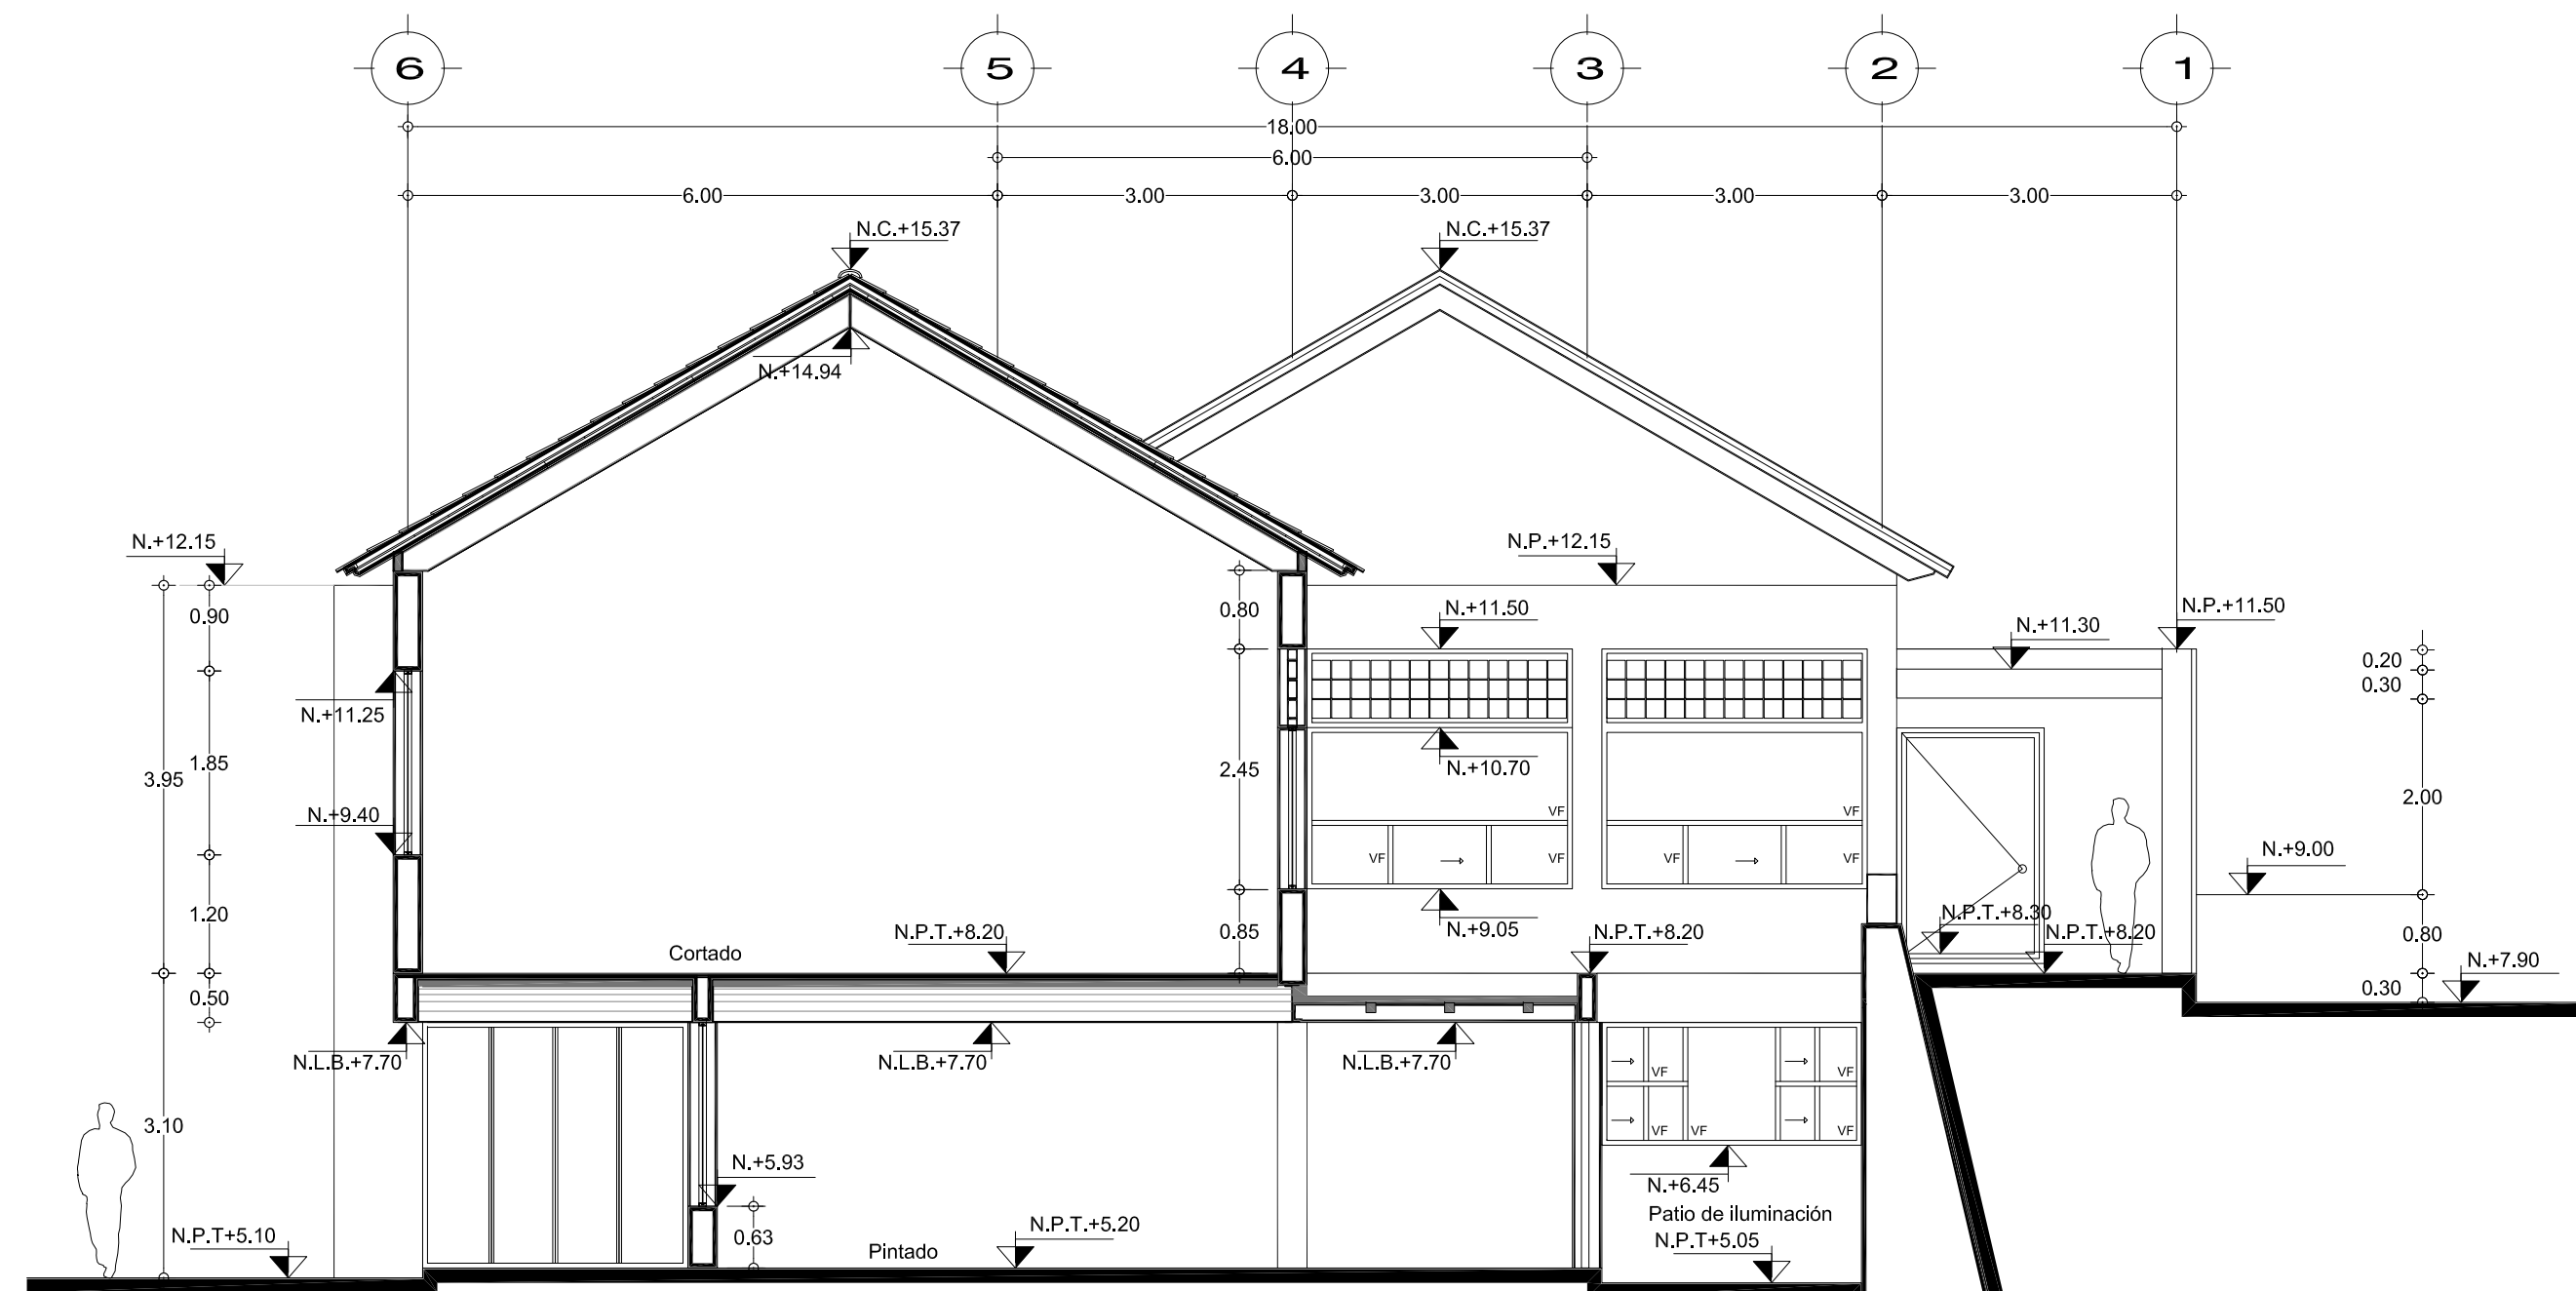 6 5 4 3 2 1
18.00
6.00
6.00 3.00 3.00 3.00 3.00
N.C.+15.37 N.C.+15.37
N.+14.94
N.+12.15 N.P.+12.15
0.90 0.80 N.+11.50 N.P.+11.50
N.+11.30
0.20
0.30
N.+11.25
3.95 1.85 2.45 N.+10.70
2.00
N.+9.40 VF VF
VF VF VF VF
N.+9.00
1.20 0.85 N.+9.05 N.P.T.+8.30
Cortado N.P.T.+8.20 N.P.T.+8.20 N.P.T.+8.20 0.80
N.+7.90
0.50 0.30
N.L.B.+7.70 N.L.B.+7.70 N.L.B.+7.70
VF VF
3.10 VF VF VF
N.+5.93
N.+6.45
Patio de iluminación
N.P.T+5.10 0.63 N.P.T.+5.20 N.P.T+5.05
Pintado